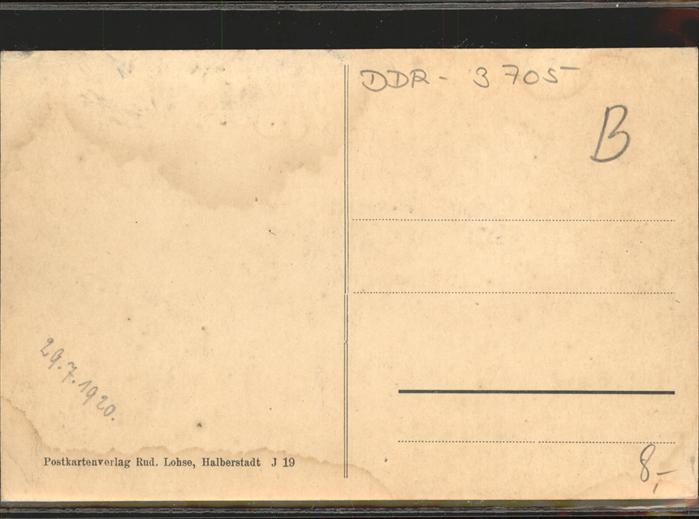 DDR - 3705
B
29.7.1920.
Postkartenverlag Rud. Lohse, Halberstadt J 19
8,-